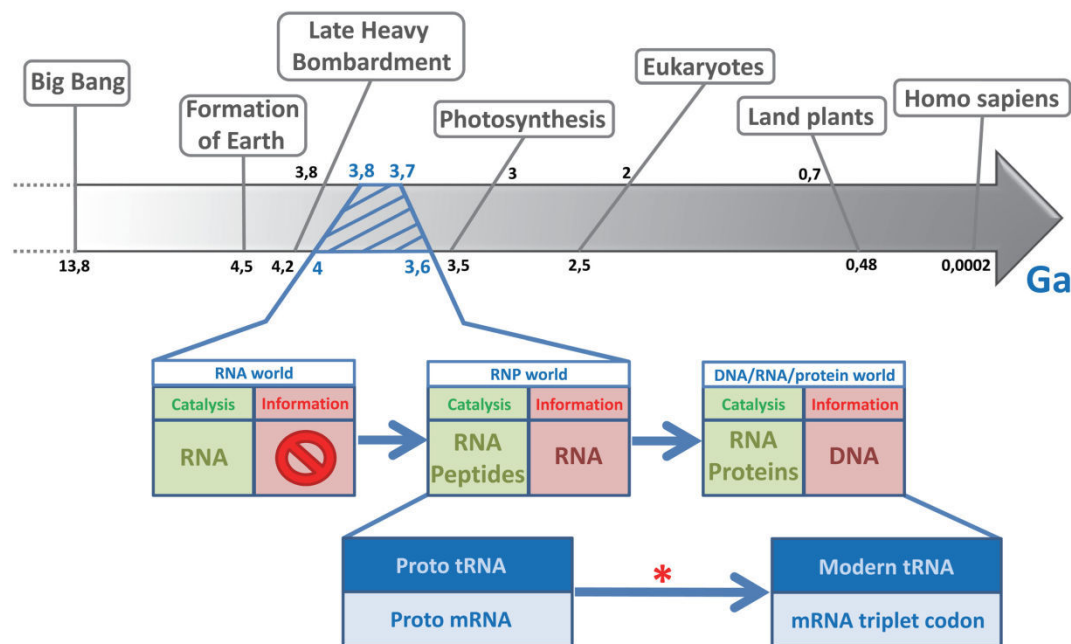 Late Heavy
Bombardment
Big Bang
Eukaryotes
Homo sapiens
Formation
of Earth
Photosynthesis
Land plants
3,8
3,8
3,7
3
2
0,7
13,8
4,5
4,2
4
3,6
3,5
2,5
0,48
0,0002
Ga
RNA world
Catalysis
Information
RNA
RNP world
Catalysis
Information
RNA
Peptides
RNA
DNA/RNA/protein world
Catalysis
Information
RNA
Proteins
DNA
Proto tRNA
Proto mRNA
*
Modern tRNA
mRNA triplet codon